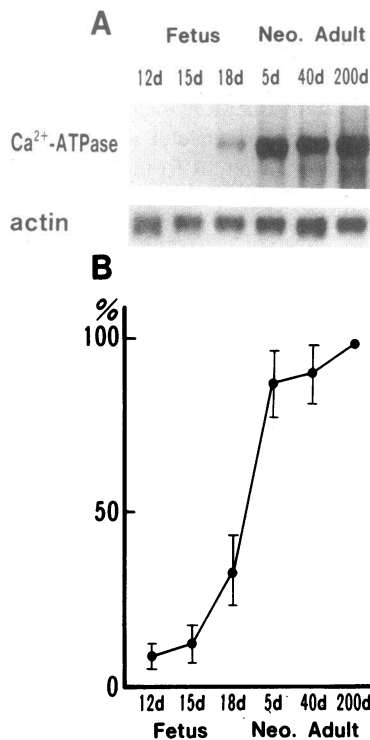 A
Fetus Neo. Adult
12d 15d 18d 5d 40d 200d
Ca²⁺-ATPase
actin
B
%
100
50
0
12d 15d 18d 5d 40d 200d
Fetus Neo. Adult